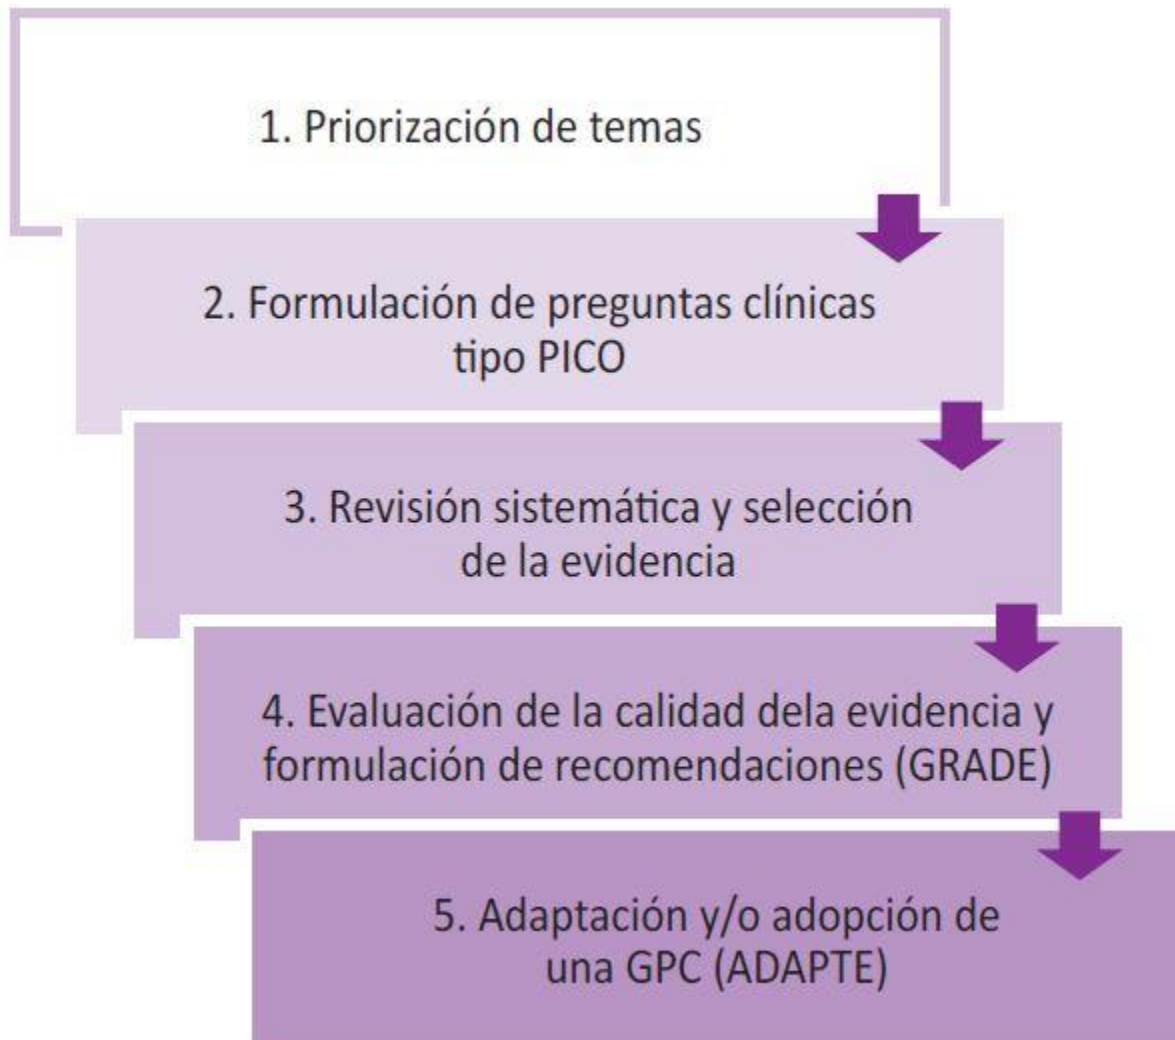 1. Priorización de temas
2. Formulación de preguntas clínicas
tipo PICO
3. Revisión sistemática y selección
de la evidencia
4. Evaluación de la calidad dela evidencia y
formulación de recomendaciones (GRADE)
5. Adaptación y/o adopción de
una GPC (ADAPTE)